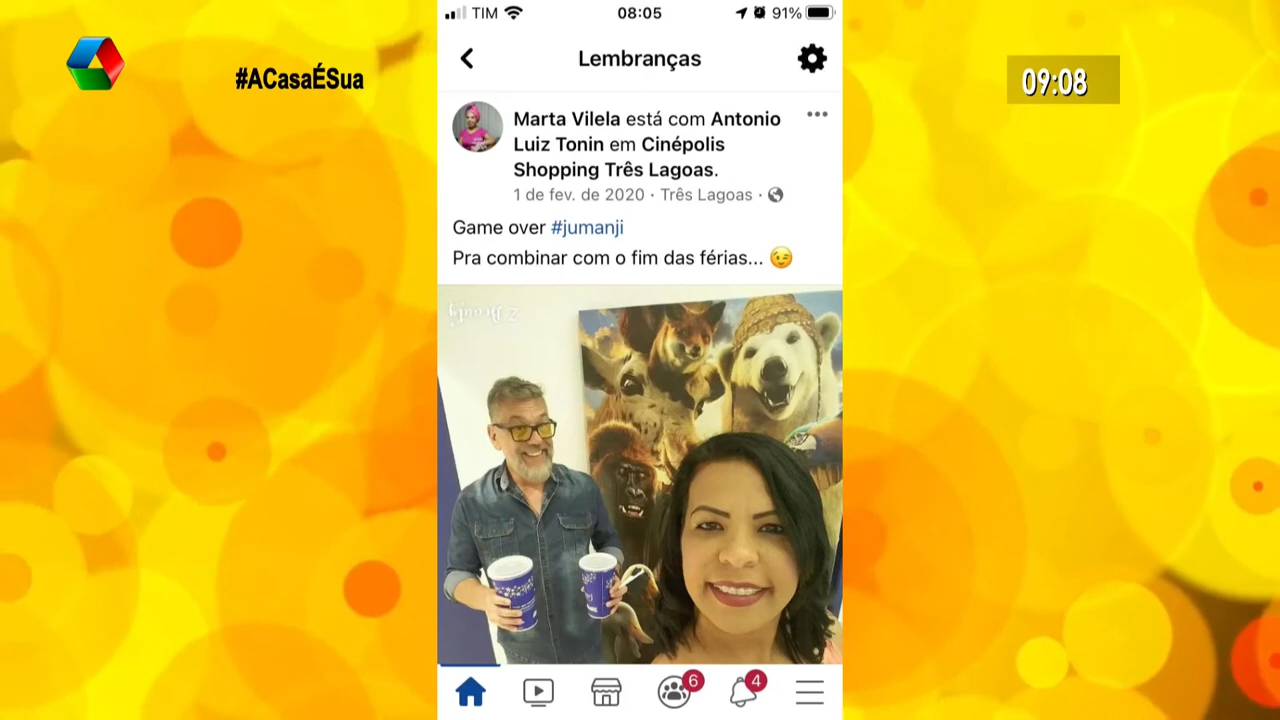 TIM
08:05
91%
#ACasaÉSua
Lembranças
09:08
Marta Vilela está com Antonio
Luiz Tonin em Cinépolis
Shopping Três Lagoas.
1 de fev. de 2020 · Três Lagoas ·
Game over #jumanji
Pra combinar com o fim das férias... 😉
6
4